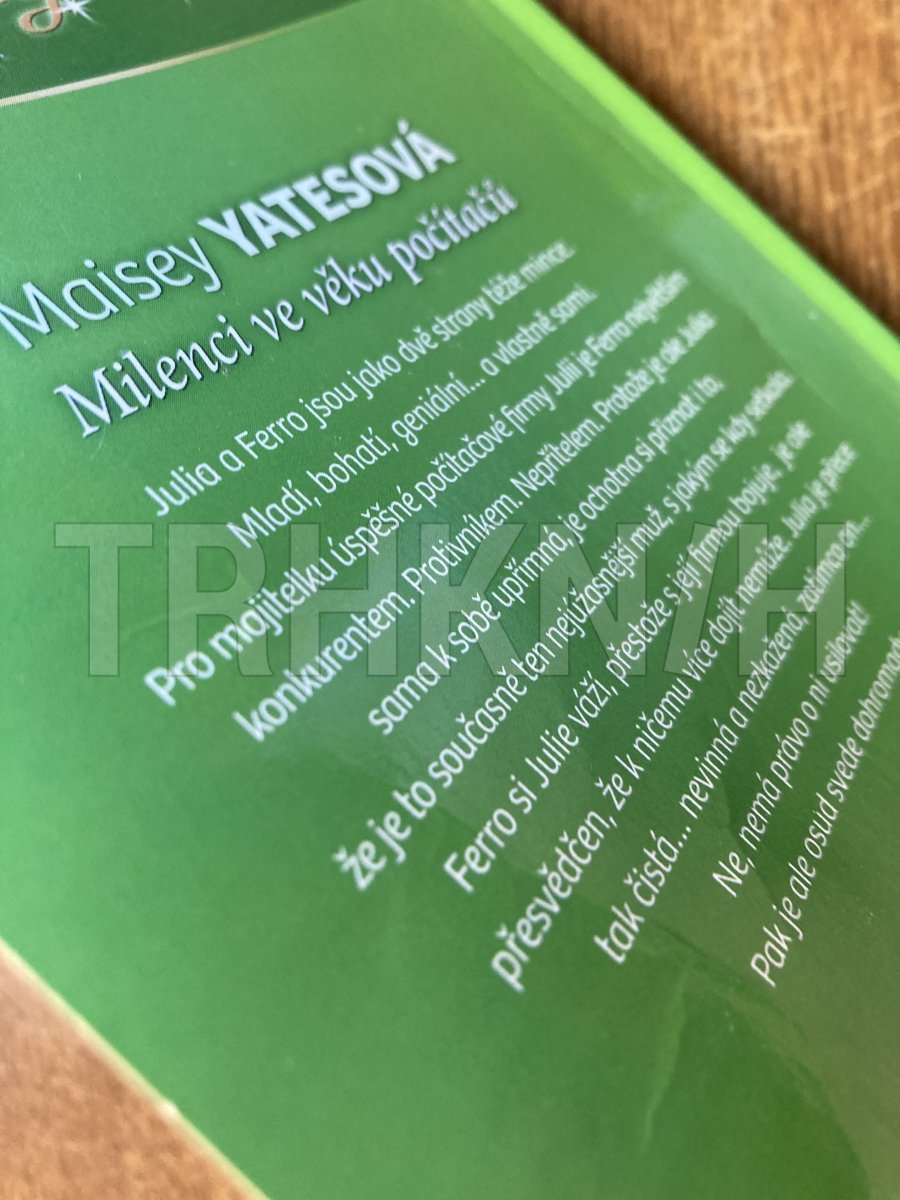 Maisey YATESOVÁ
Milenci ve věku počítačů
Julia a Ferro jsou jako dvě strany téže mince.
Mladí, bohatí, geniální... a vlastně sami.
Pro majitelku úspěšné počítačové firmy Julii je Ferro největším
konkurentem. Protivníkem. Nepřítelem. Protože je ale Julia
sama k sobě upřímná, je ochotna si přiznat i to,
že je to současně ten nejúžasnější muž, s jakým se kdy setkala.
Ferro si Julie váží, přestože s její firmou bojuje, je ale
přesvědčen, že k ničemu více dojít nemůže. Julia je přece
tak čistá... nevinná a nezkažená, zatímco on...
Ne, nemá právo o ni usilovat!
Pak je ale osud svede dohromady
TRHKNIH